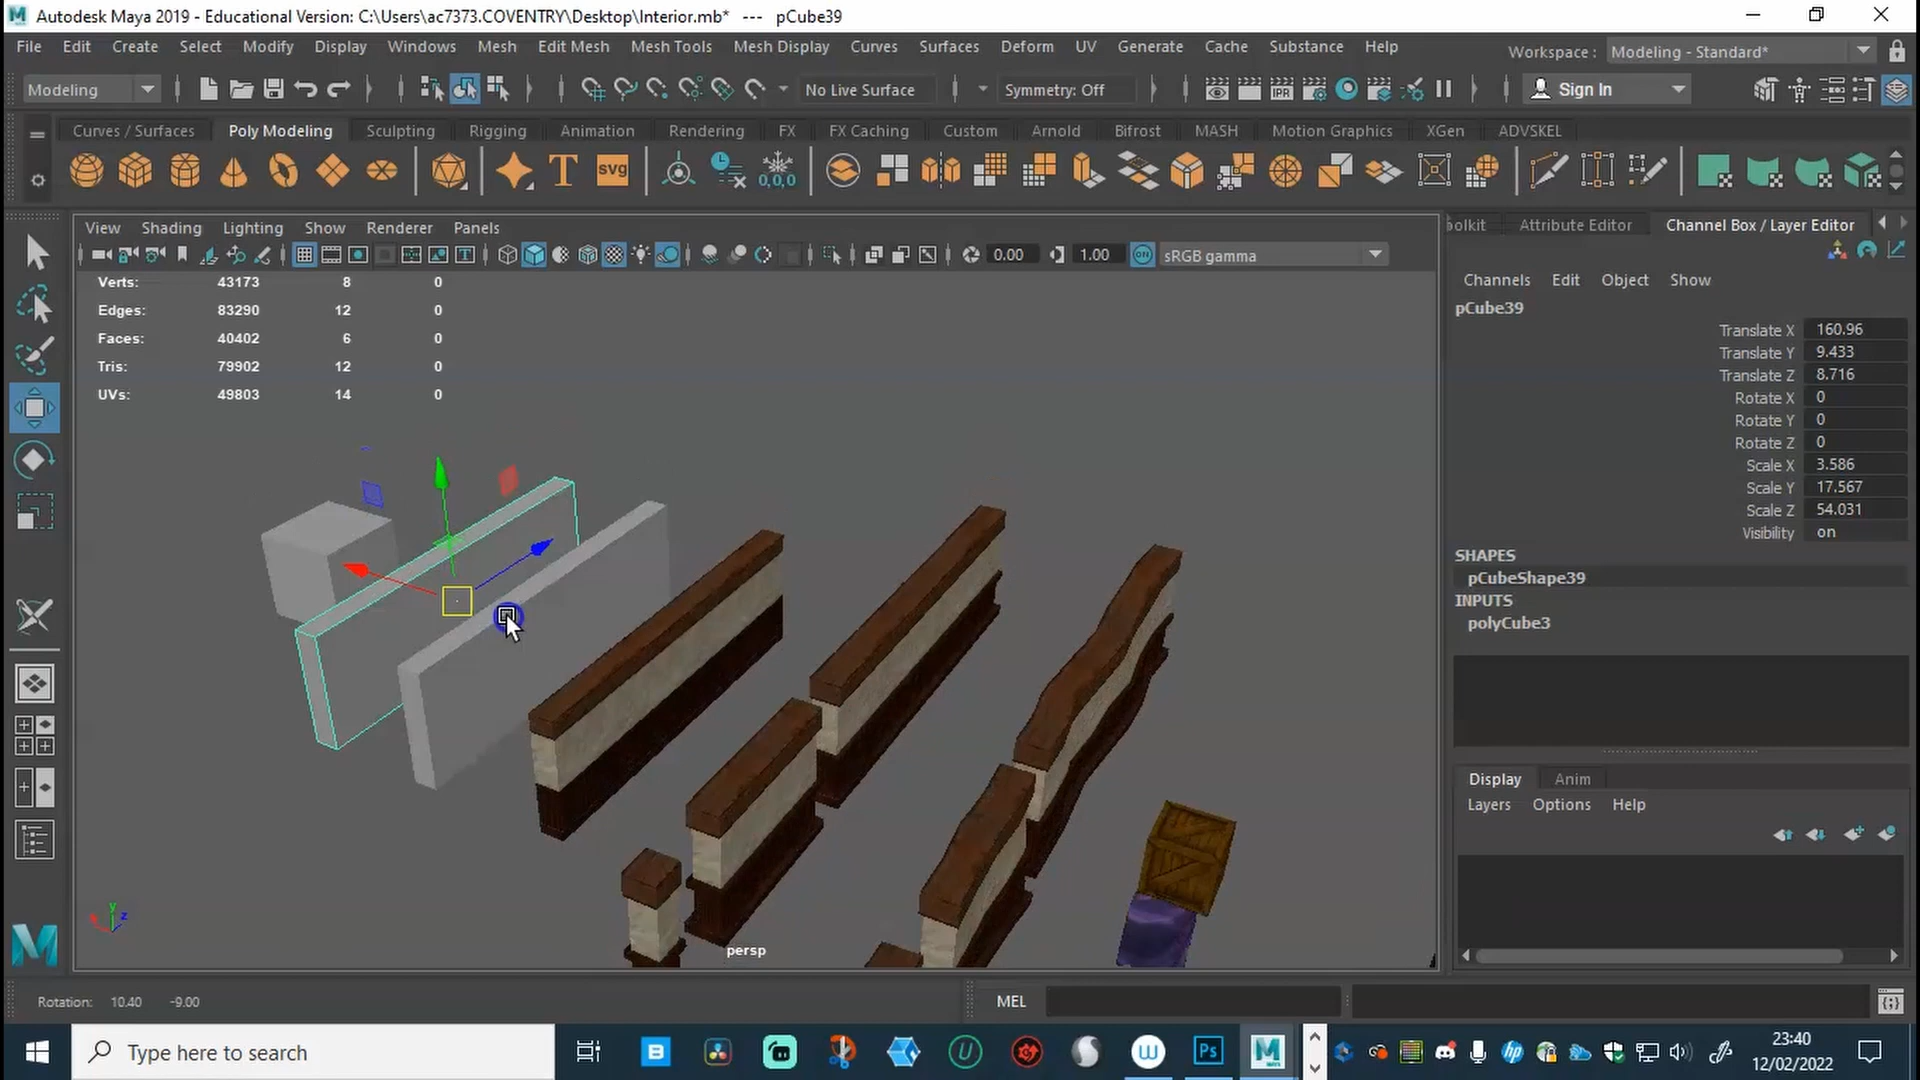 Autodesk Maya 2019 - Educational Version: C:\Users\ac7373.COVENTRY\Desktop\Interior.mb* --- pCube39
File Edit Create Select Modify Display Windows Mesh Edit Mesh Mesh Tools Mesh Display Curves Surfaces Deform UV Generate Cache Substance Help
Workspace : Modeling - Standard*
Modeling No Live Surface Symmetry: Off IPR Sign In
Curves / Surfaces Poly Modeling Sculpting Rigging Animation Rendering FX FX Caching Custom Arnold Bifrost MASH Motion Graphics XGen ADVSKEL
T svg 0,0,0
View Shading Lighting Show Renderer Panels
oolkit Attribute Editor Channel Box / Layer Editor
0.00 1.00 ON sRGB gamma
Channels Edit Object Show
Verts: 43173 8 0
Edges: 83290 12 0
Faces: 40402 6 0
Tris: 79902 12 0
UVs: 49803 14 0
pCube39
Translate X 160.96
Translate Y 9.433
Translate Z 8.716
Rotate X 0
Rotate Y 0
Rotate Z 0
Scale X 3.586
Scale Y 17.567
Scale Z 54.031
Visibility on
SHAPES
pCubeShape39
INPUTS
polyCube3
Display Anim
Layers Options Help
y z
persp
Rotation: 10.40 -9.00
MEL
Type here to search
23:40
12/02/2022